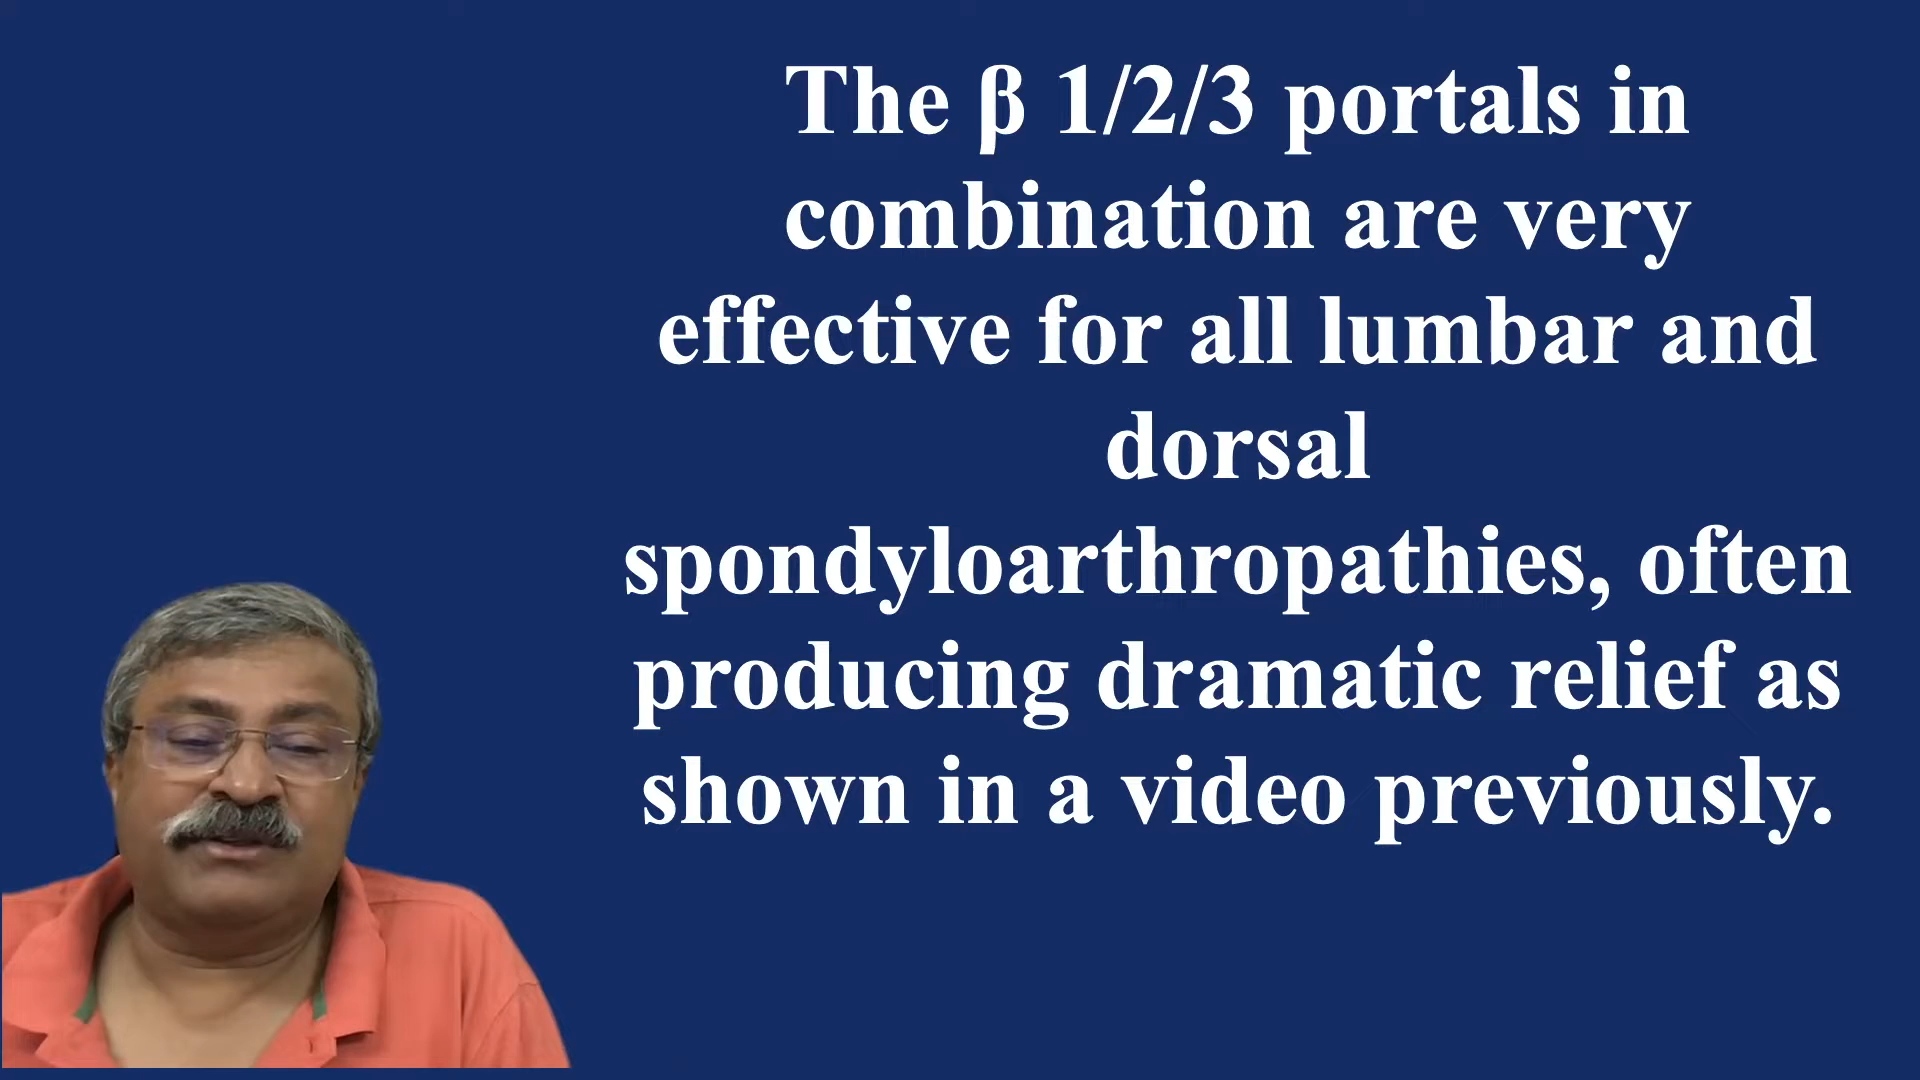 The β 1/2/3 portals in
combination are very
effective for all lumbar and
dorsal
spondyloarthropathies, often
producing dramatic relief as
shown in a video previously.